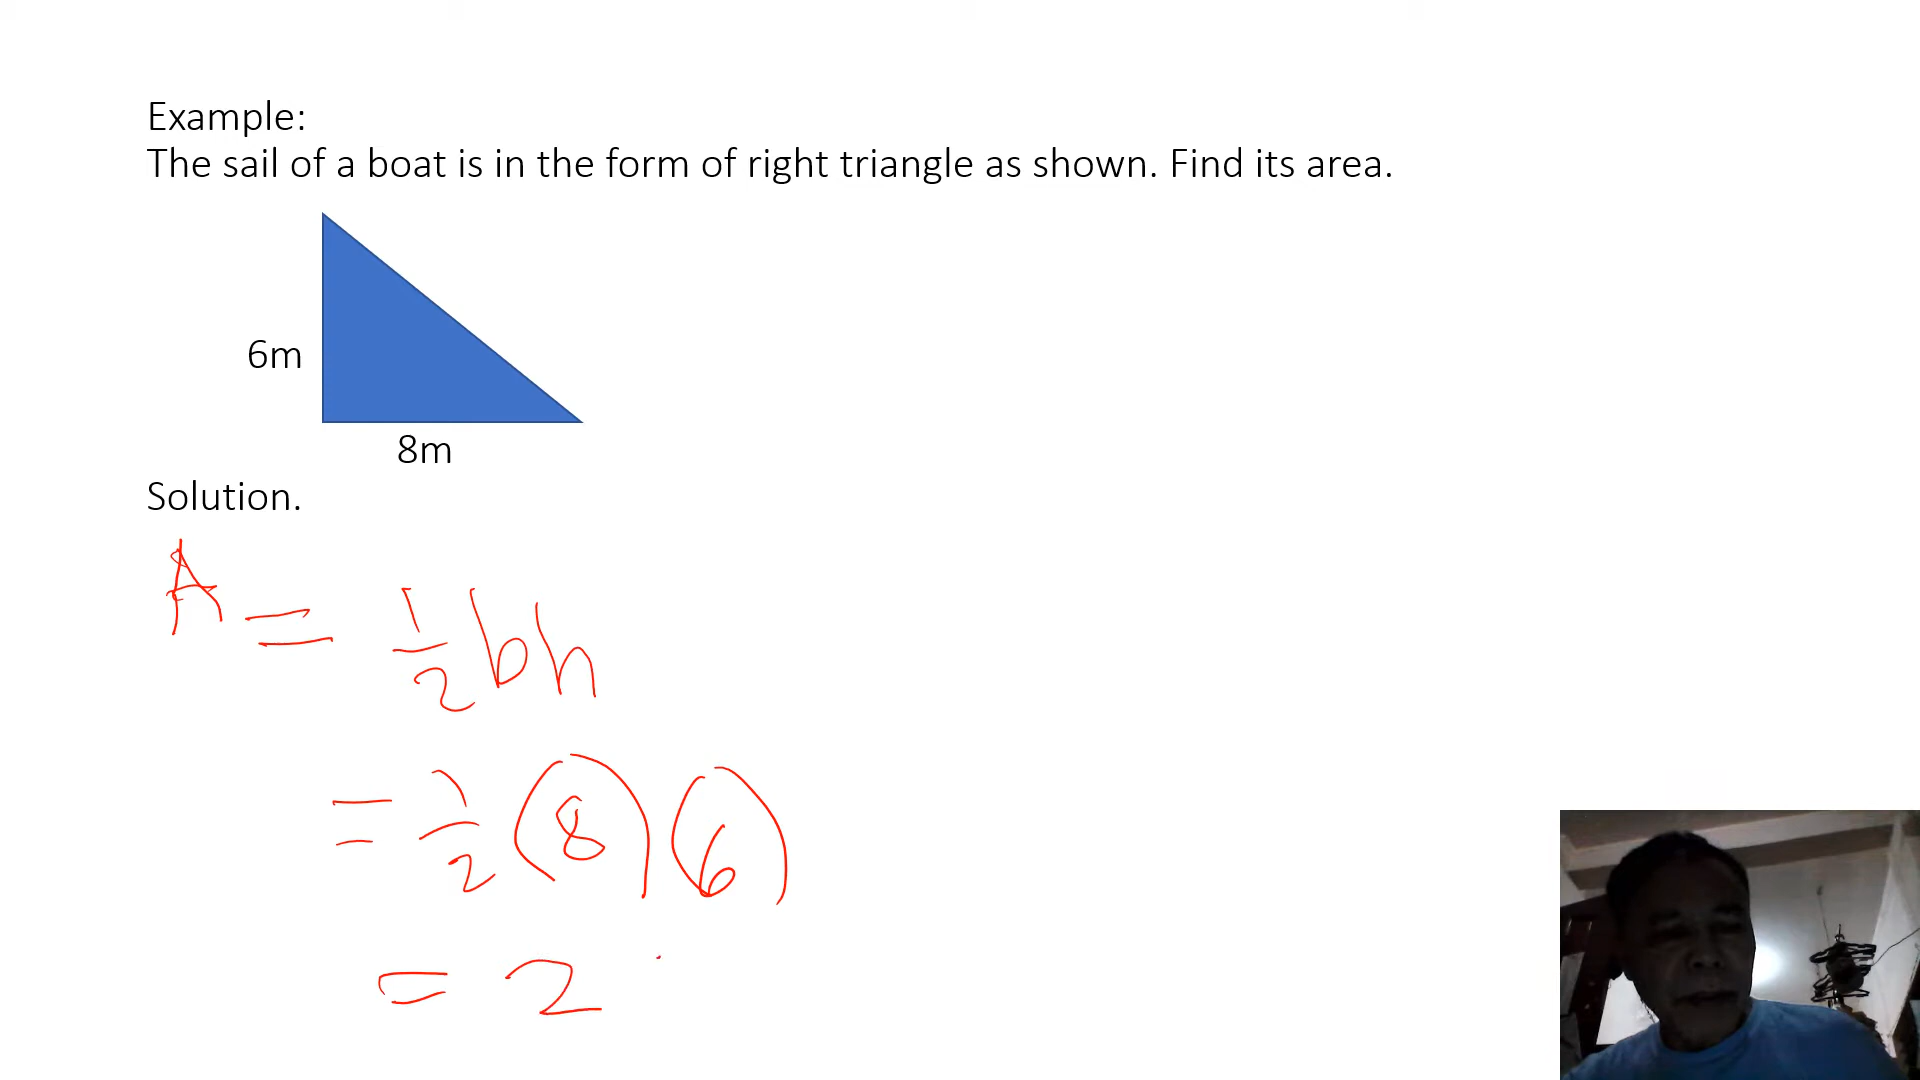 Example:
The sail of a boat is in the form of right triangle as shown. Find its area.
6m
8m
Solution.
A = 1/2 bh
= 1/2 (8)(6)
= 2